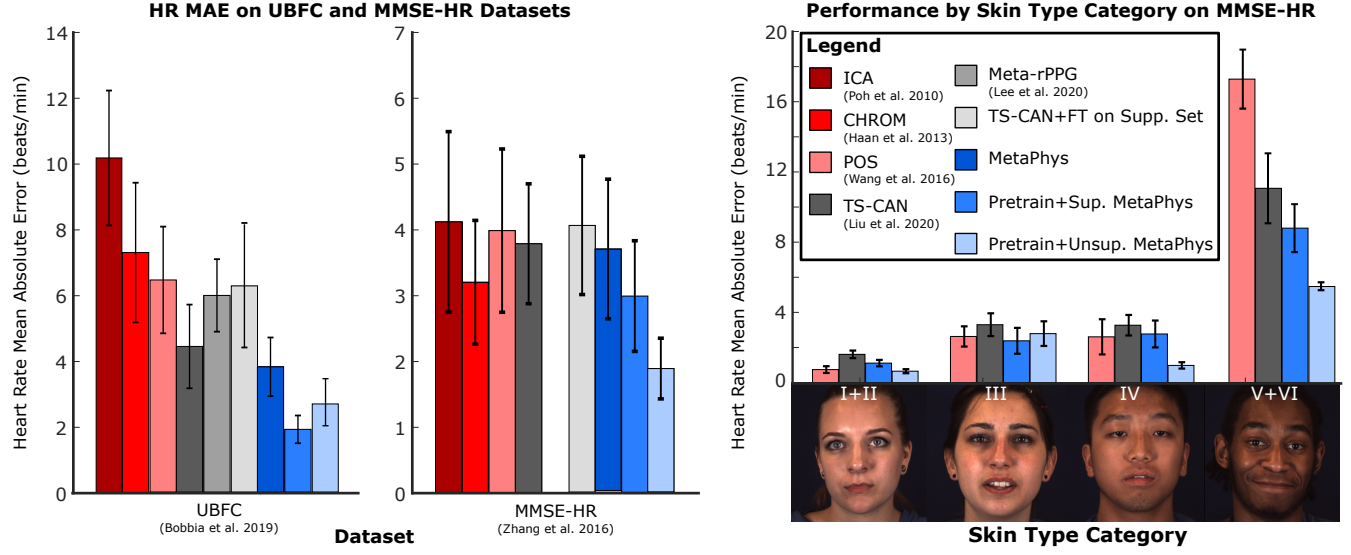 HR MAE on UBFC and MMSE-HR Datasets
Heart Rate Mean Absolute Error (beats/min)
14
12
10
8
6
4
2
0
UBFC
(Bobbia et al. 2019)
7
6
5
4
3
2
1
0
MMSE-HR
(Zhang et al. 2016)
Dataset
Performance by Skin Type Category on MMSE-HR
Heart Rate Mean Absolute Error (beats/min)
20
16
12
8
4
0
Legend
ICA
(Poh et al. 2010)
CHROM
(Haan et al. 2013)
POS
(Wang et al. 2016)
TS-CAN
(Liu et al. 2020)
Meta-rPPG
(Lee et al. 2020)
TS-CAN+FT on Supp. Set
MetaPhys
Pretrain+Sup. MetaPhys
Pretrain+Unsup. MetaPhys
I+II
III
IV
V+VI
Skin Type Category